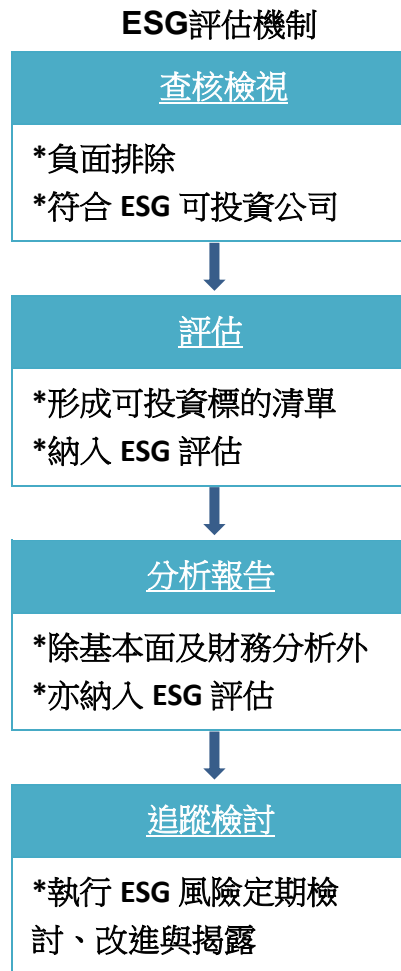 ESG評估機制
查核檢視
*負面排除
*符合 ESG 可投資公司
評估
*形成可投資標的清單
*納入 ESG 評估
分析報告
*除基本面及財務分析外
*亦納入 ESG 評估
追蹤檢討
*執行 ESG 風險定期檢
討、改進與揭露